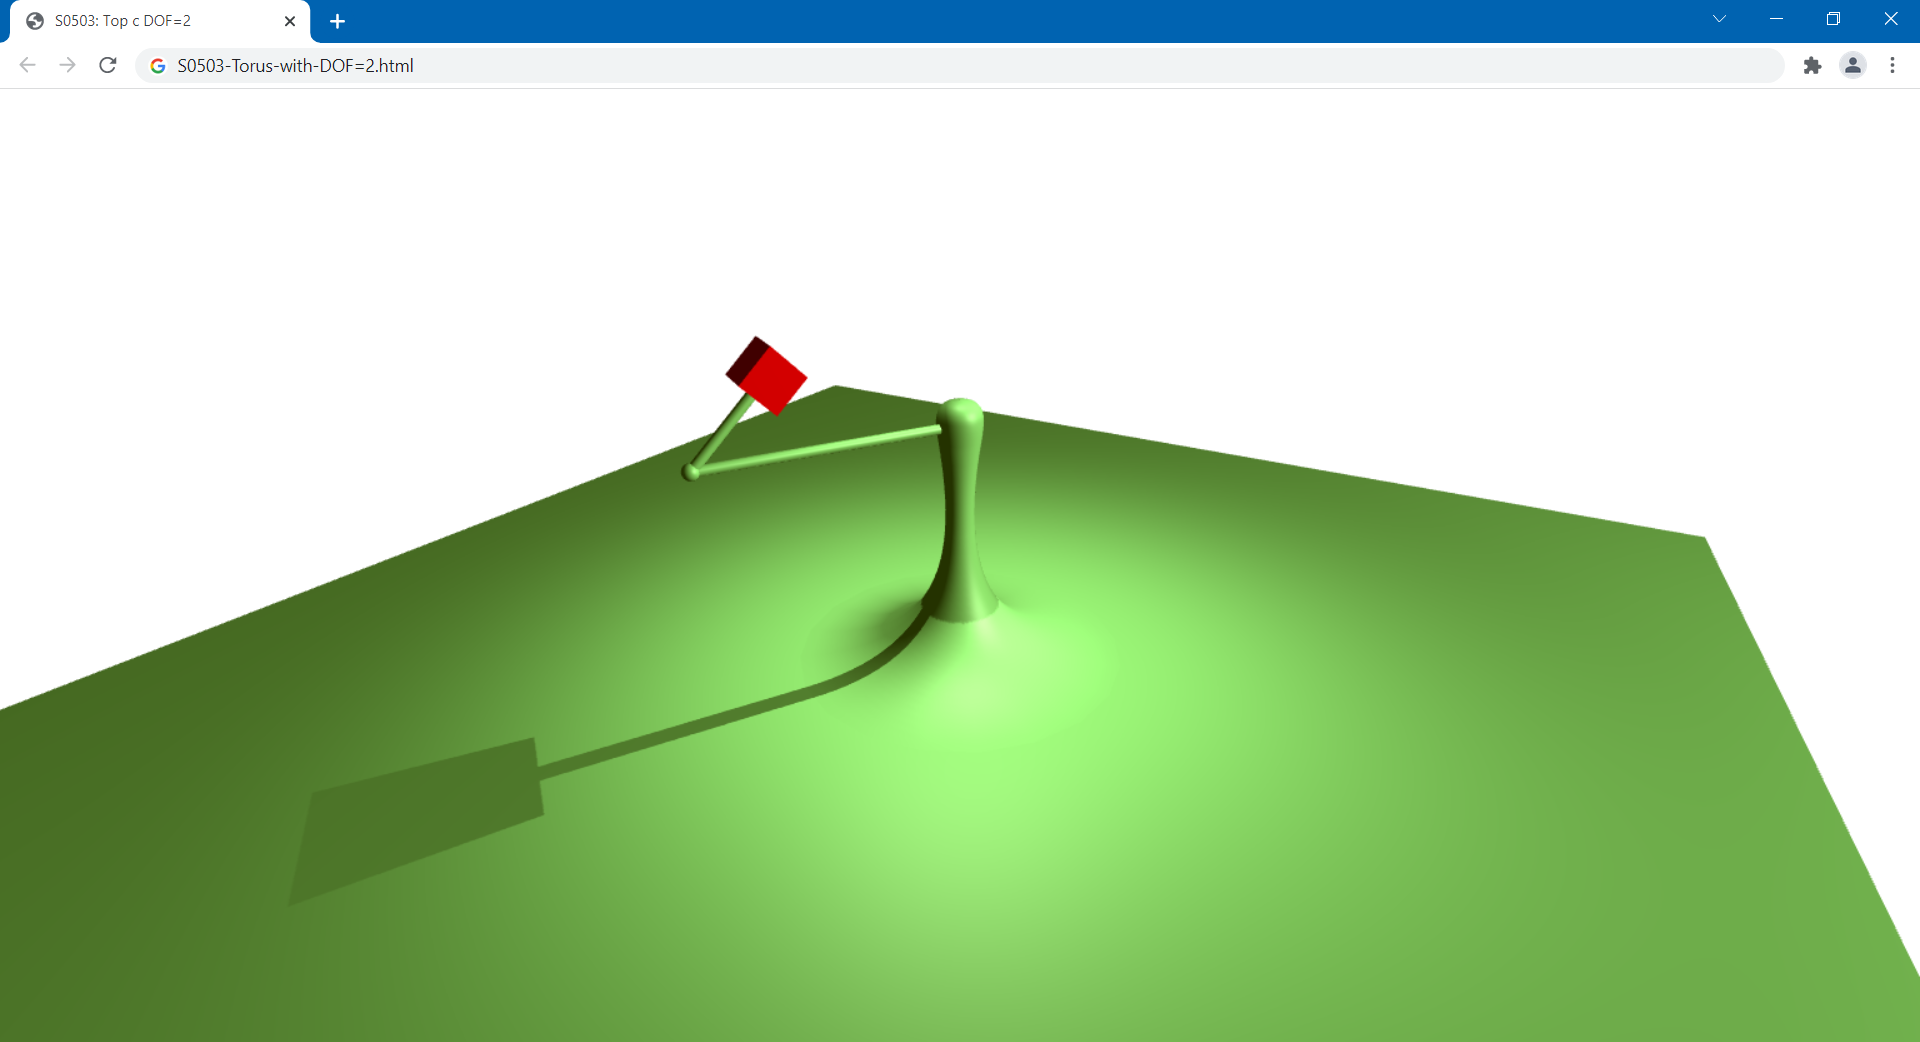 S0503: Top c DOF=2
S0503-Torus-with-DOF=2.html